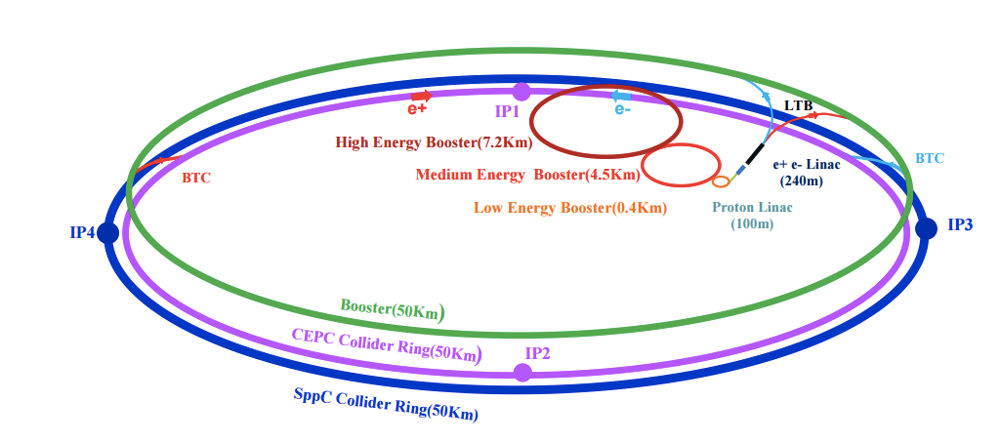 LTB
IP1
e+
e-
High Energy Booster(7.2Km)
Medium Energy  Booster(4.5Km)
Low Energy Booster(0.4Km)
e+ e- Linac
(240m)
Proton Linac
(100m)
BTC
BTC
IP4
IP3
Booster(50Km)
CEPC Collider Ring(50Km)
IP2
SppC Collider Ring(50Km)